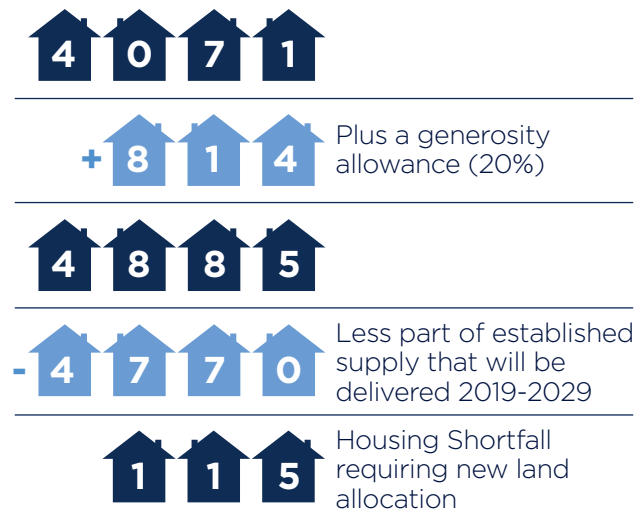 4071
+814 Plus a generosity
allowance (20%)
4885
-4770 Less part of established
supply that will be
delivered 2019-2029
115 Housing Shortfall
requiring new land
allocation